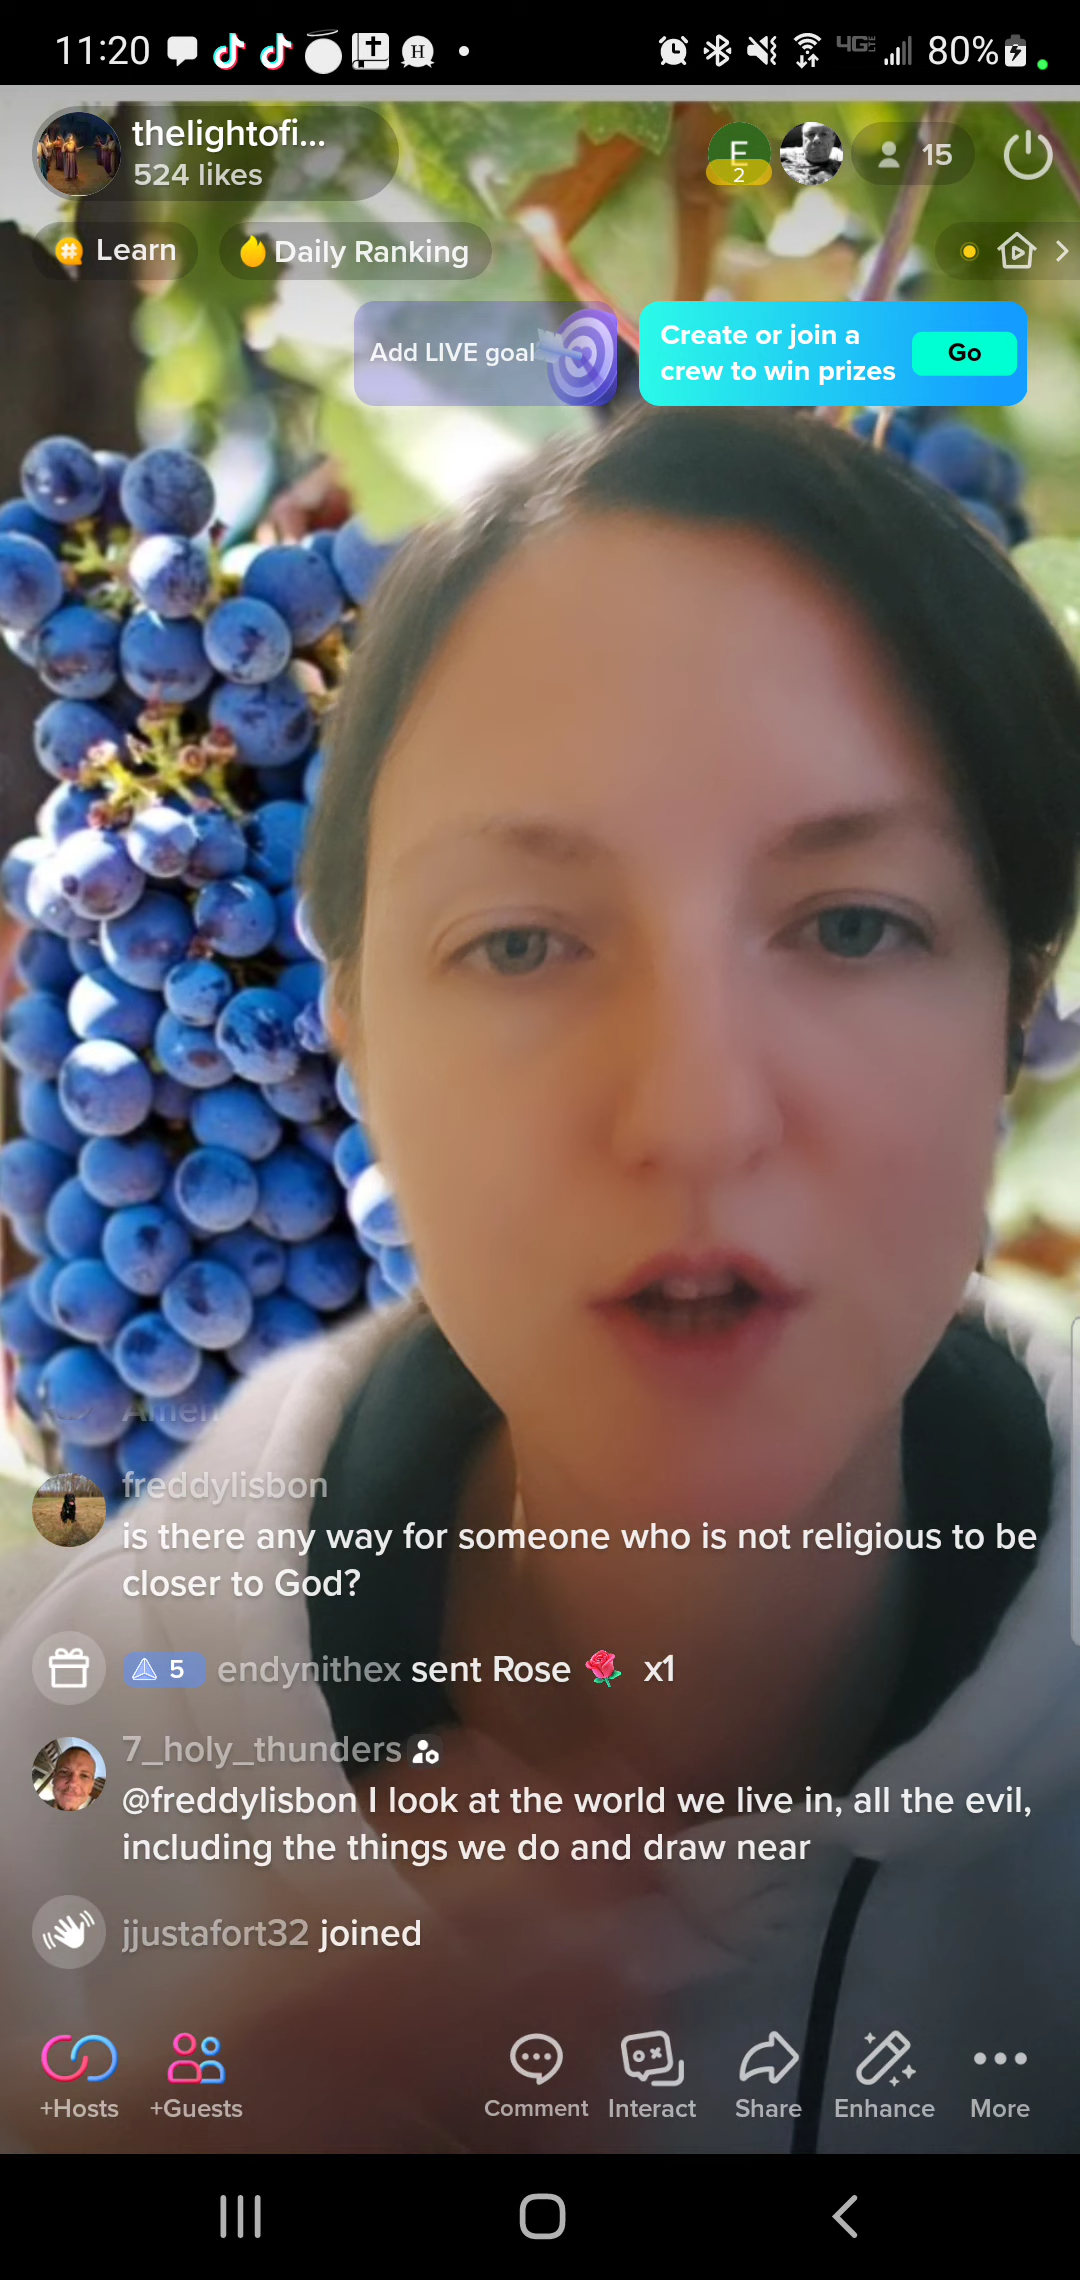 11:20
H
4G LTE
80%
thelightofi...
524 likes
E
2
15
Learn
Daily Ranking
Add LIVE goal
Create or join a
crew to win prizes
Go
Amen
freddylisbon
is there any way for someone who is not religious to be
closer to God?
5 endynithex sent Rose 🌹 x1
7_holy_thunders
@freddylisbon I look at the world we live in, all the evil,
including the things we do and draw near
jjustafort32 joined
+Hosts
+Guests
Comment
Interact
Share
Enhance
More